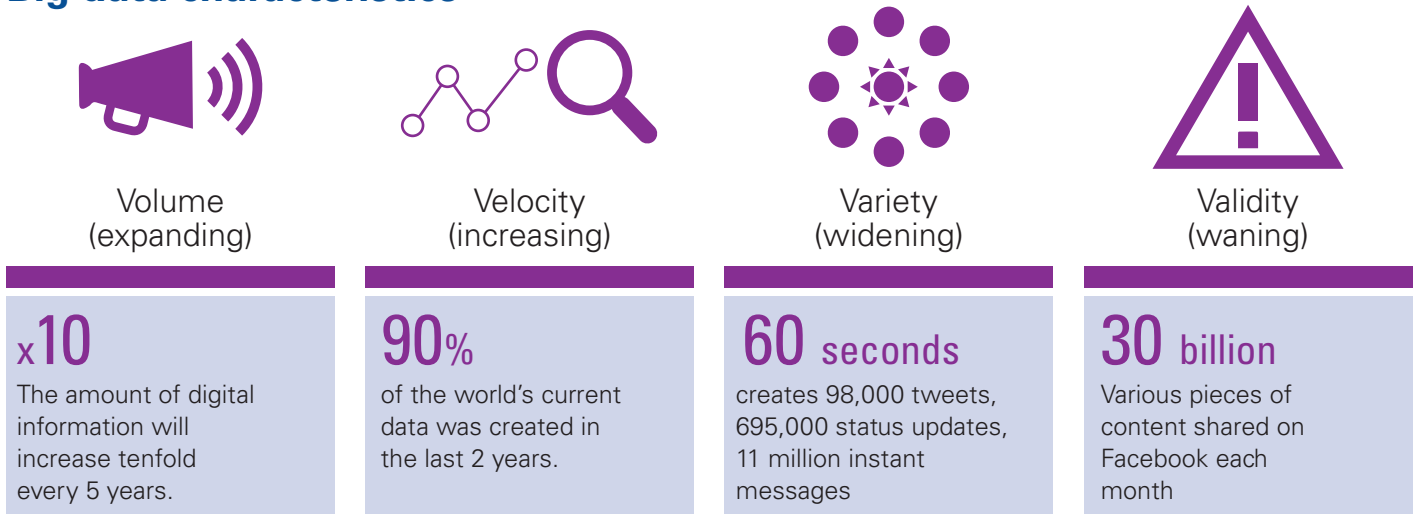 Big data characteristics
Volume
(expanding)
x10
The amount of digital
information will
increase tenfold
every 5 years.
Velocity
(increasing)
90%
of the world’s current
data was created in
the last 2 years.
Variety
(widening)
60 seconds
creates 98,000 tweets,
695,000 status updates,
11 million instant
messages
Validity
(waning)
30 billion
Various pieces of
content shared on
Facebook each
month